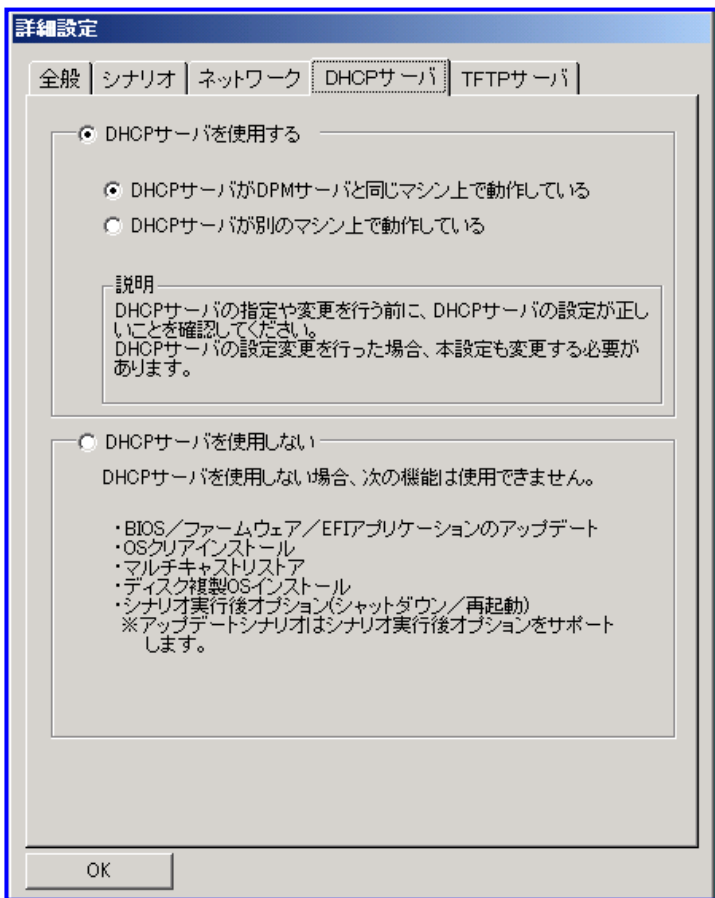 詳細設定
全般
シナリオ
ネットワーク
DHCPサーバ
TFTPサーバ
DHCPサーバを使用する
DHCPサーバがDPMサーバと同じマシン上で動作している
DHCPサーバが別のマシン上で動作している
説明
DHCPサーバの指定や変更を行う前に、DHCPサーバの設定が正し
いことを確認してください。
DHCPサーバの設定変更を行った場合、本設定も変更する必要が
あります。
DHCPサーバを使用しない
DHCPサーバを使用しない場合、次の機能は使用できません。
・BIOS／ファームウェア／EFIアプリケーションのアップデート
・OSクリアインストール
・マルチキャストリストア
・ディスク複製OSインストール
・シナリオ実行後オプション(シャットダウン／再起動)
※アップデートシナリオはシナリオ実行後オプションをサポート
します。
OK